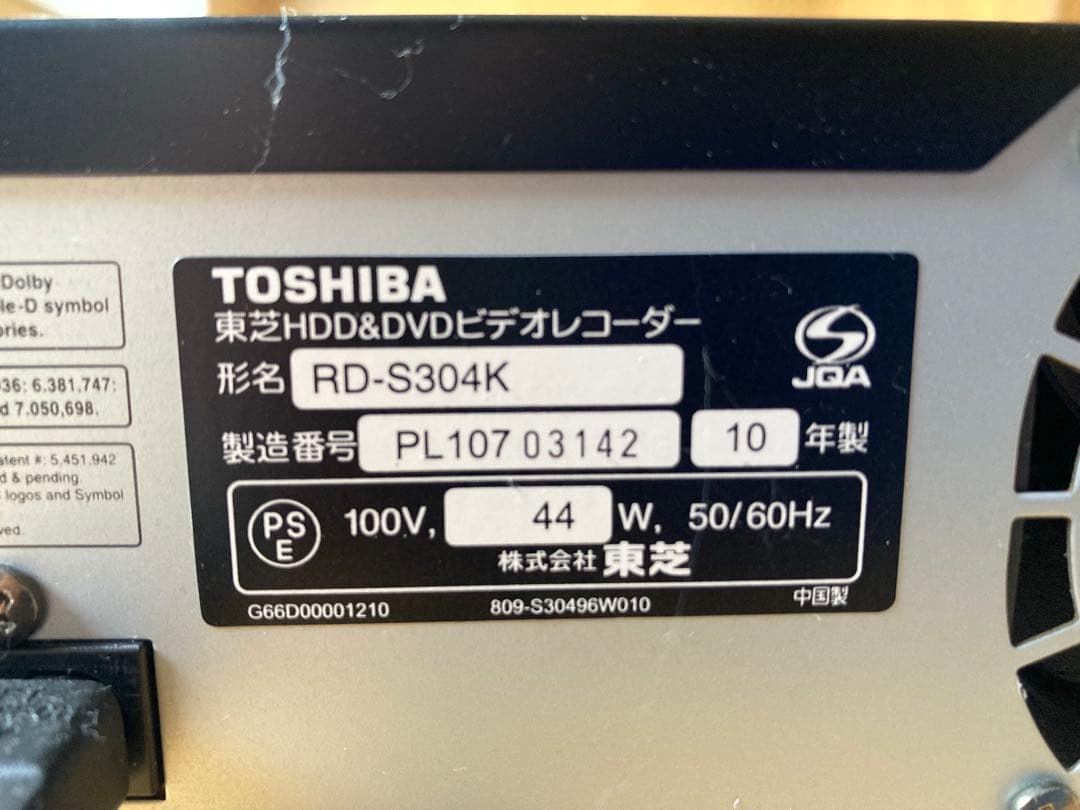 Dolby
le-D symbol
ries.
36; 6.381.747;
d 7.050,698.
atent #: 5,451.942
d & pending.
logos and Symbol
ved.
TOSHIBA
東芝HDD&DVDビデオレコーダー
JQA
形名 RD-S304K
製造番号 PL107 03142 10 年製
PS
E
100V, 44 W, 50/60Hz
株式会社 東芝
G66D00001210 809-S30496W010 中国製